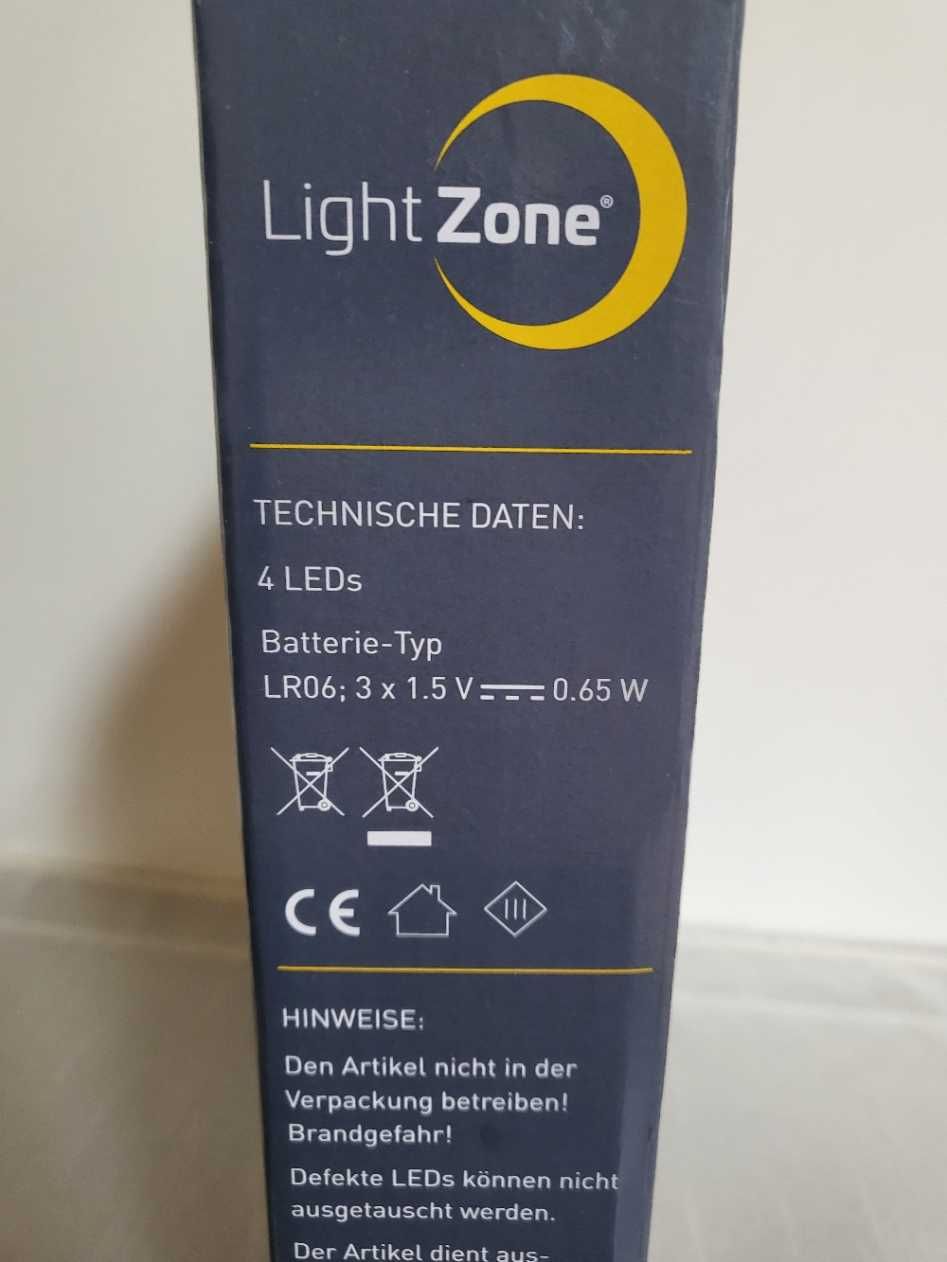 Light Zone®
TECHNISCHE DATEN:
4 LEDs
Batterie-Typ
LR06; 3 x 1.5 V ⎓ 0.65 W
CE
III
HINWEISE:
Den Artikel nicht in der
Verpackung betreiben!
Brandgefahr!
Defekte LEDs können nicht
ausgetauscht werden.
Der Artikel dient aus-